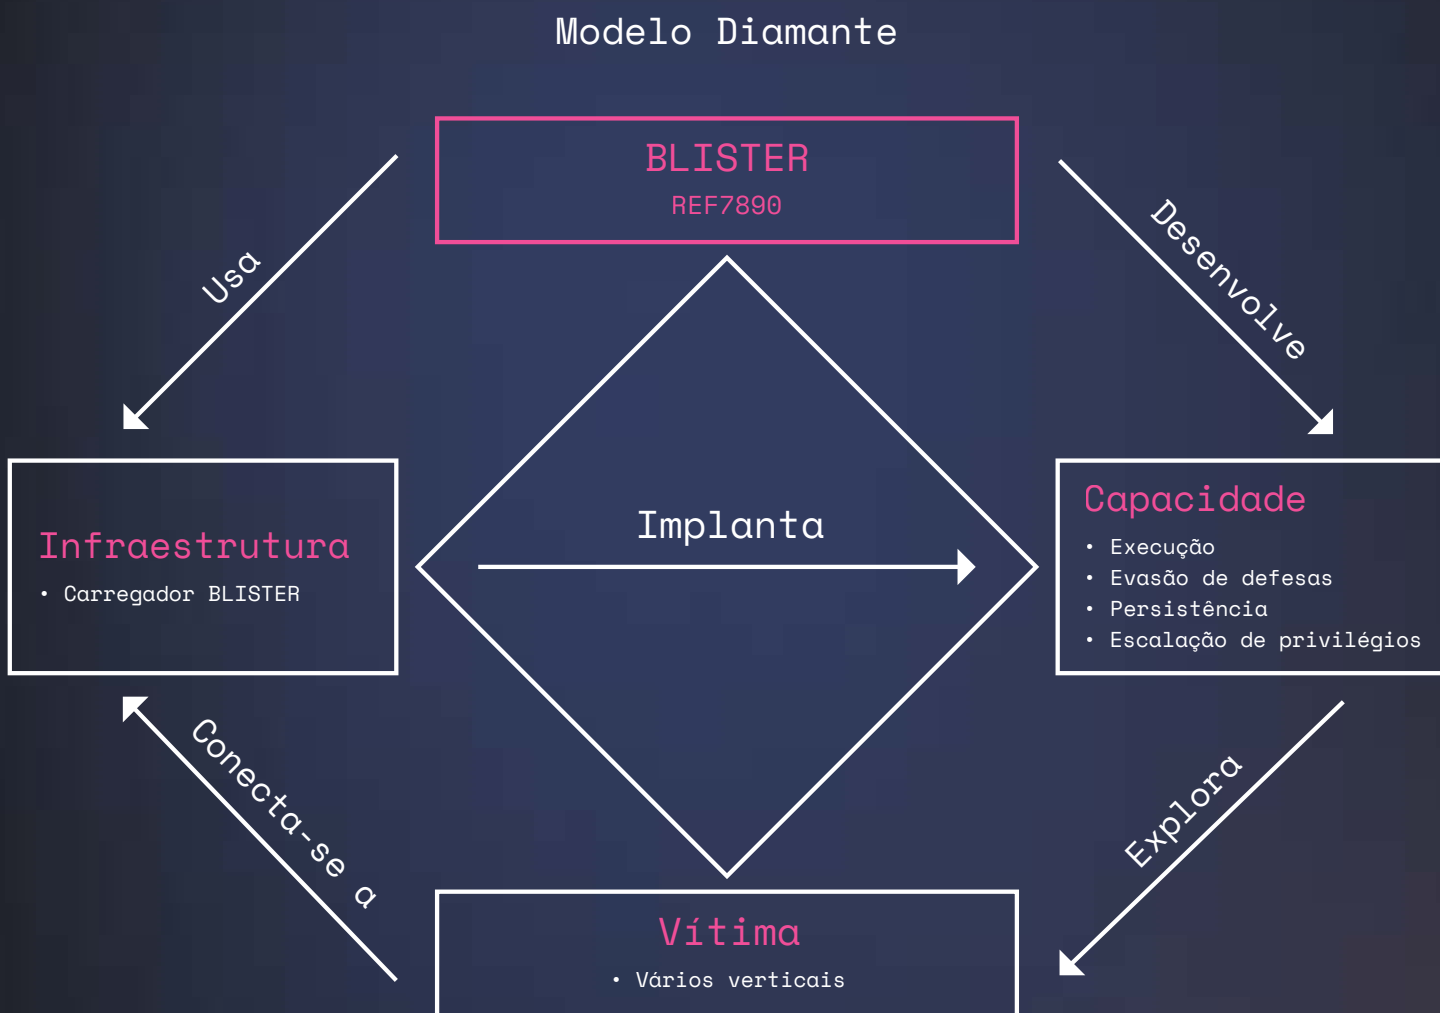 Modelo Diamante
BLISTER
REF7890
Usa
Desenvolve
Implanta
Infraestrutura
• Carregador BLISTER
Capacidade
• Execução
• Evasão de defesas
• Persistência
• Escalação de privilégios
Conecta-se a
Explora
Vítima
• Vários verticais